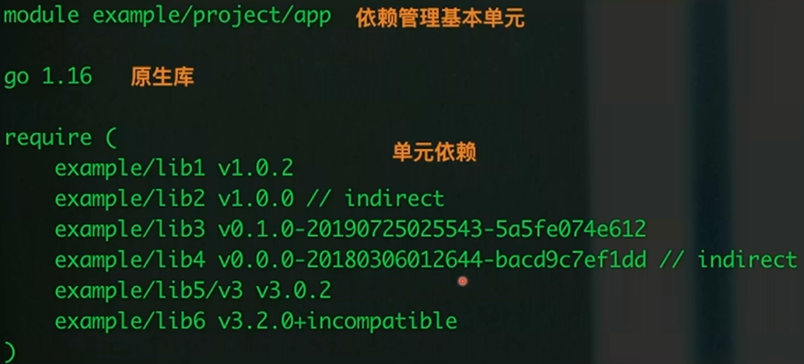 module example/project/app 依赖管理基本单元
go 1.16 原生库
require (
单元依赖
example/lib1 v1.0.2
example/lib2 v1.0.0 // indirect
example/lib3 v0.1.0-20190725025543-5a5fe074e612
example/lib4 v0.0.0-20180306012644-bacd9c7ef1dd // indirect
example/lib5/v3 v3.0.2
example/lib6 v3.2.0+incompatible
)